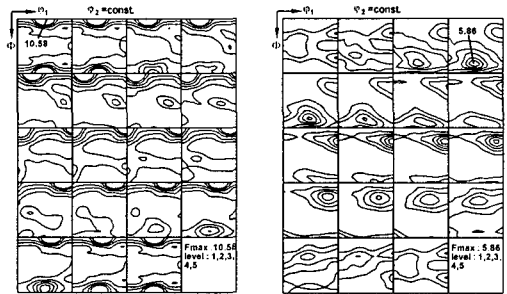 φ1 φ2=const.
Φ
10.58
Fmax : 10.58
level : 1,2,3,
4,5
φ1 φ2=const.
Φ
5.86
Fmax : 5.86
level : 1,2,3,
4,5